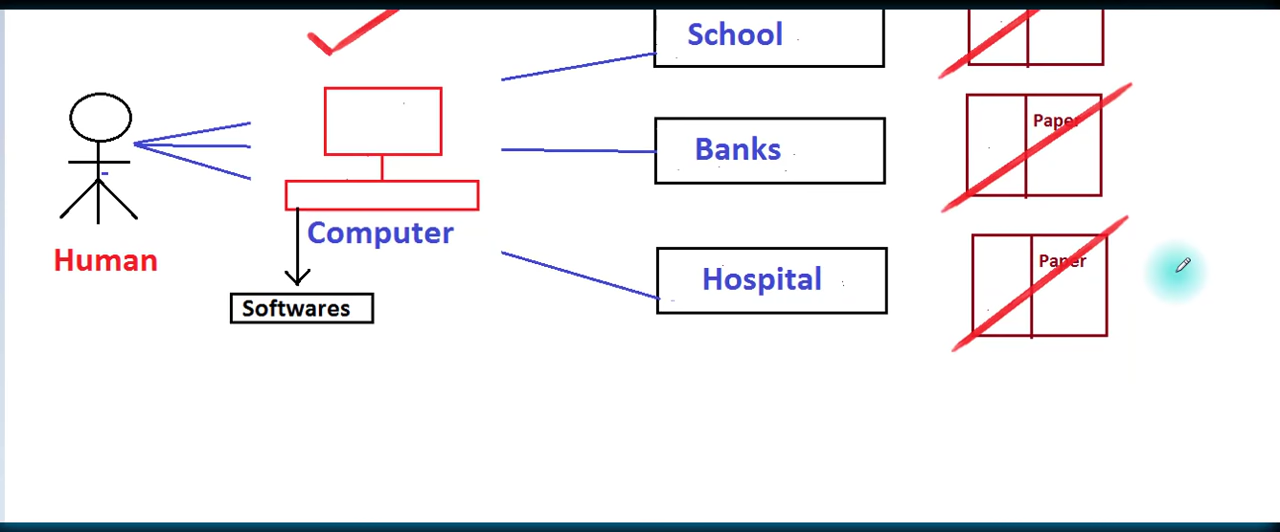 School
Banks
Paper
Computer
Human
Hospital
Paper
Softwares